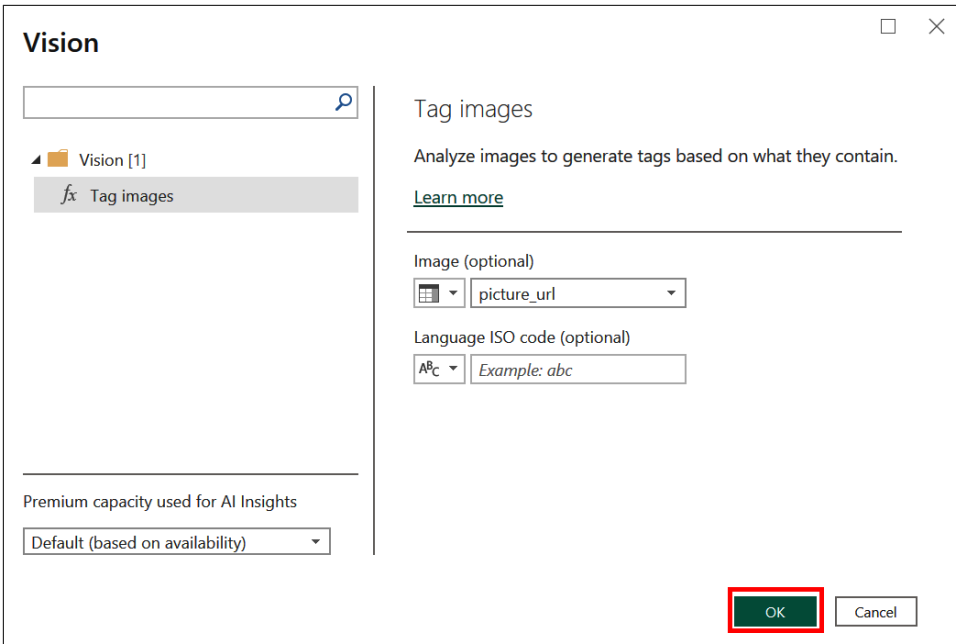 Vision
Vision [1]
fx Tag images
Premium capacity used for AI Insights
Default (based on availability)
Tag images
Analyze images to generate tags based on what they contain.
Learn more
Image (optional)
picture_url
Language ISO code (optional)
ABC Example: abc
OK Cancel